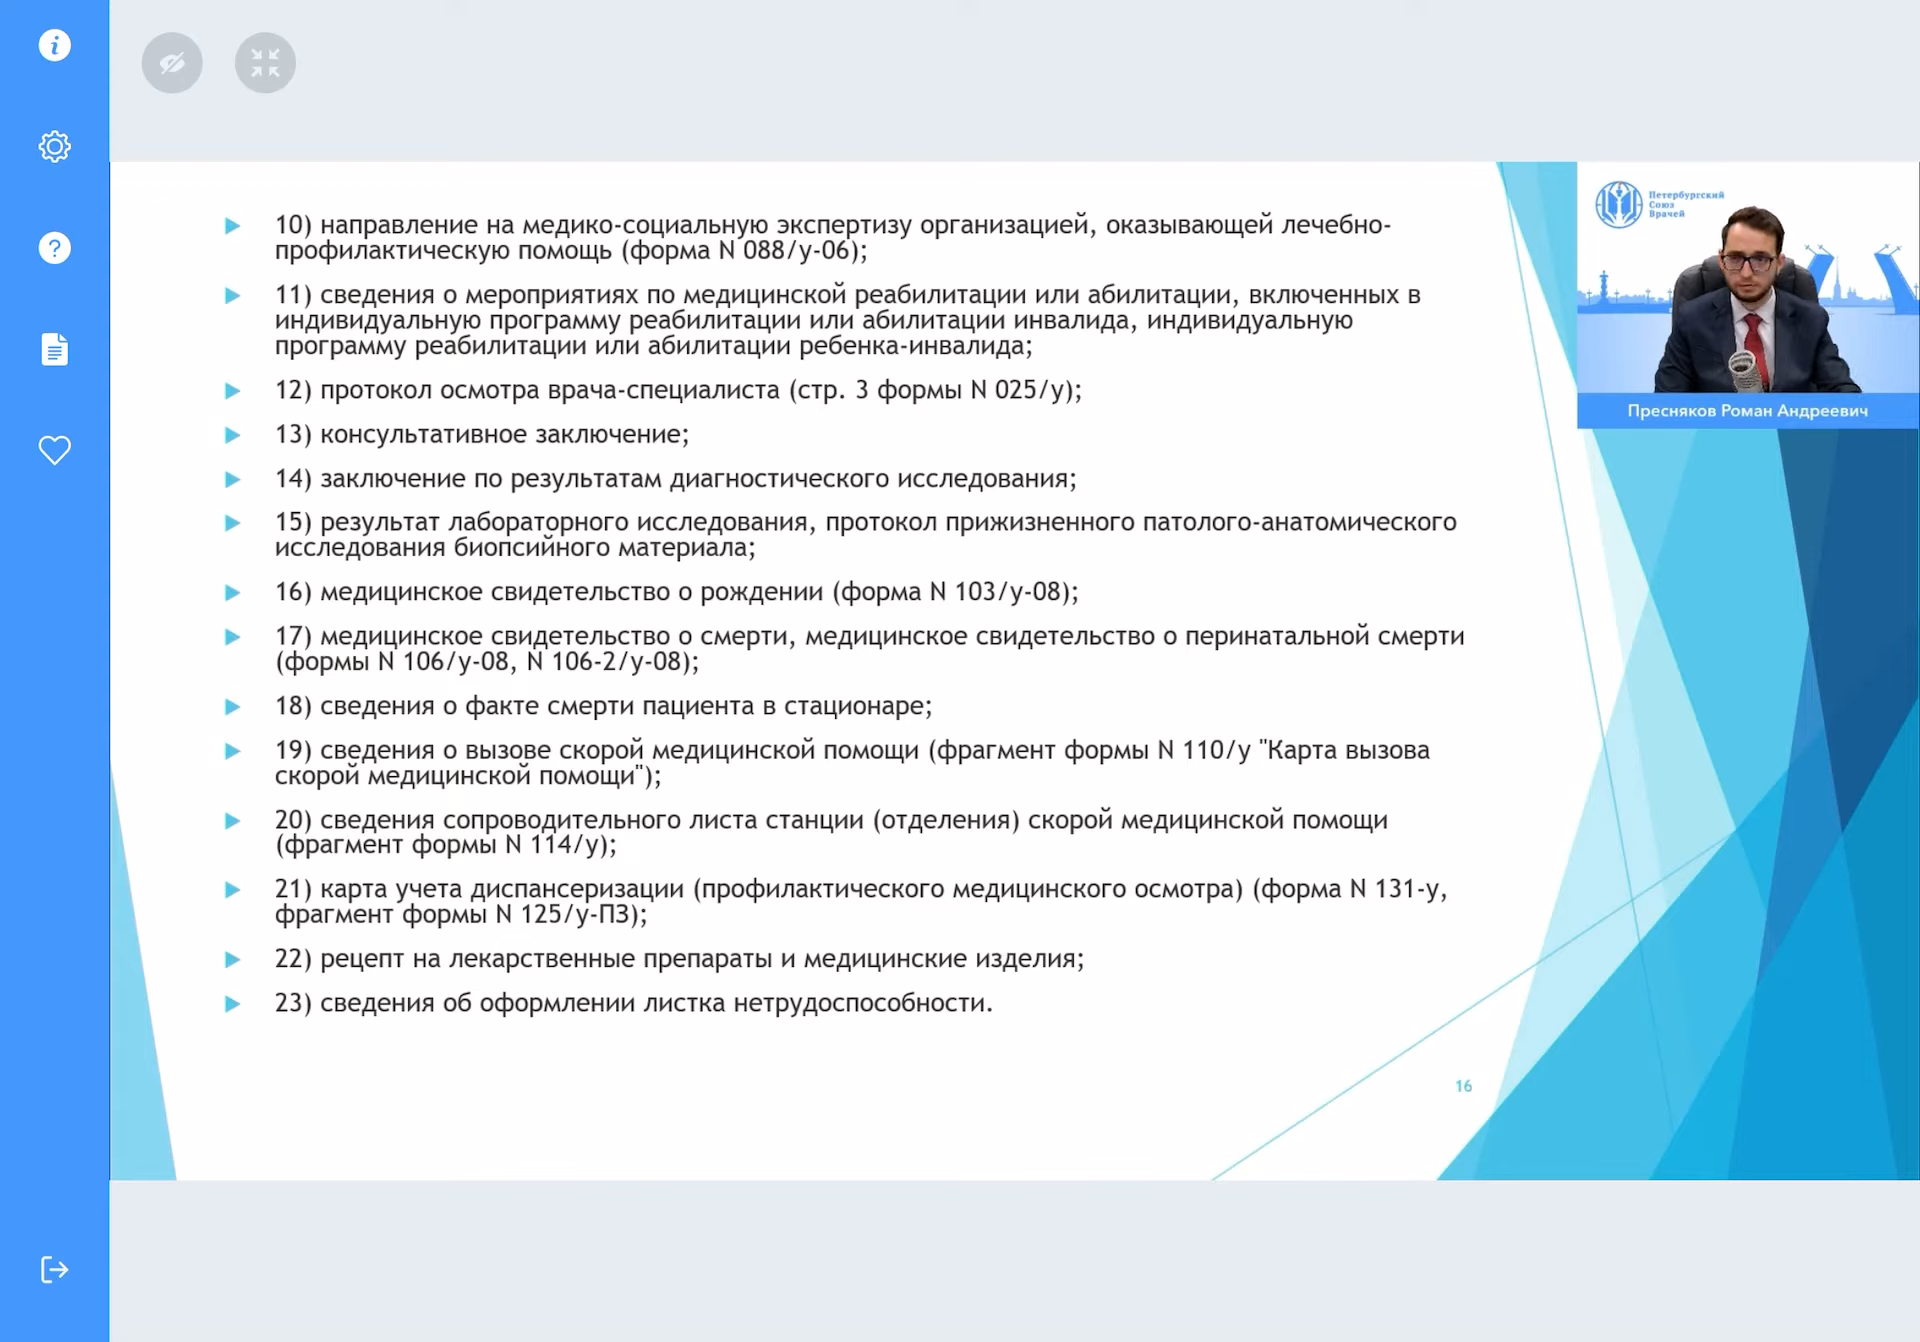 10) направление на медико-социальную экспертизу организацией, оказывающей лечебно-
профилактическую помощь (форма N 088/у-06);
11) сведения о мероприятиях по медицинской реабилитации или абилитации, включенных в
индивидуальную программу реабилитации или абилитации инвалида, индивидуальную
программу реабилитации или абилитации ребенка-инвалида;
12) протокол осмотра врача-специалиста (стр. 3 формы N 025/у);
13) консультативное заключение;
14) заключение по результатам диагностического исследования;
15) результат лабораторного исследования, протокол прижизненного патолого-анатомического
исследования биопсийного материала;
16) медицинское свидетельство о рождении (форма N 103/у-08);
17) медицинское свидетельство о смерти, медицинское свидетельство о перинатальной смерти
(формы N 106/у-08, N 106-2/у-08);
18) сведения о факте смерти пациента в стационаре;
19) сведения о вызове скорой медицинской помощи (фрагмент формы N 110/у "Карта вызова
скорой медицинской помощи");
20) сведения сопроводительного листа станции (отделения) скорой медицинской помощи
(фрагмент формы N 114/у);
21) карта учета диспансеризации (профилактического медицинского осмотра) (форма N 131-у,
фрагмент формы N 125/у-ПЗ);
22) рецепт на лекарственные препараты и медицинские изделия;
23) сведения об оформлении листка нетрудоспособности.
16
Петербургский
Союз
Врачей
Пресняков Роман Андреевич